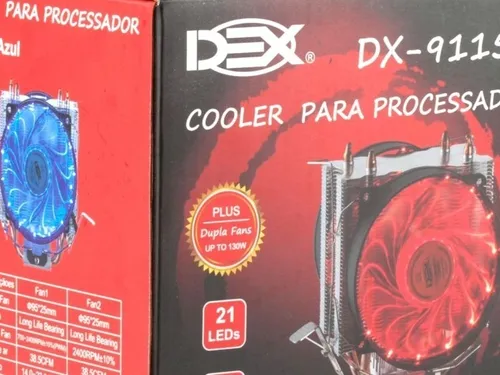 PARA PROCESSADOR
Azul
Fan1 Fan2
Fan Φ95*25mm Φ95*25mm
Long Life Bearing Long Life Bearing
2400RPM±10%
38.5CFM 38.5CFM
DEX®
DX-9115
COOLER PARA PROCESSAD
PLUS
Dupla Fans
UP TO 130W
21
LEDs